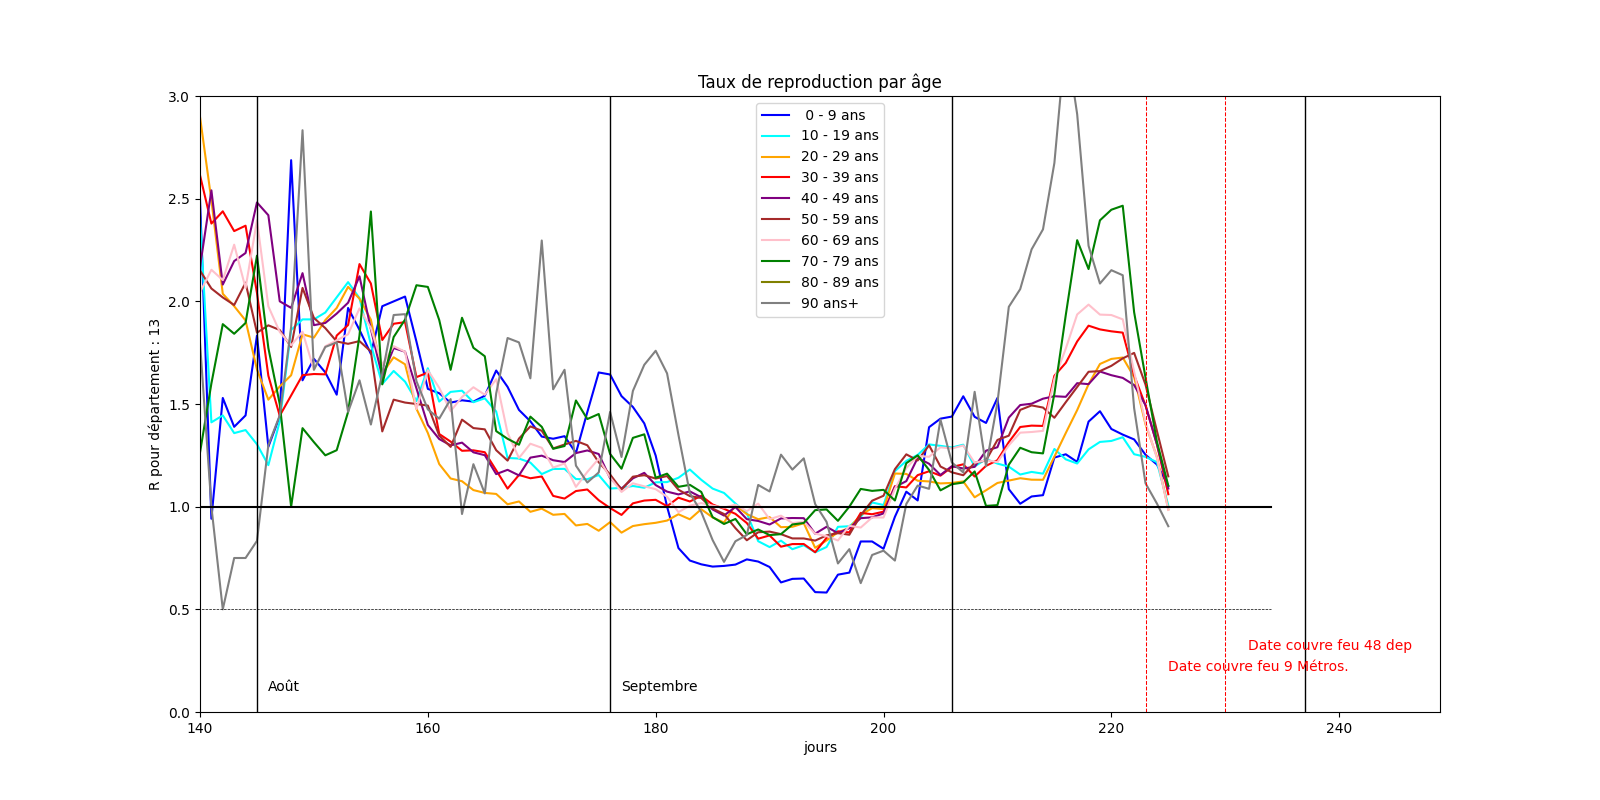 Taux de reproduction par âge
R pour département : 13
3.0
2.5
2.0
1.5
1.0
0.5
0.0
0 - 9 ans
10 - 19 ans
20 - 29 ans
30 - 39 ans
40 - 49 ans
50 - 59 ans
60 - 69 ans
70 - 79 ans
80 - 89 ans
90 ans+
Date couvre feu 48 dep
Date couvre feu 9 Métros.
Août
Septembre
140
160
180
200
220
240
jours